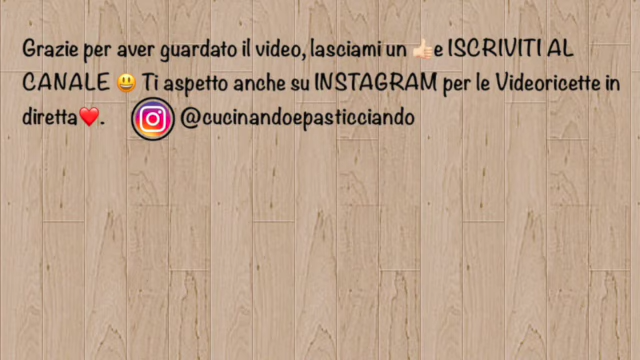 Grazie per aver guardato il video, lasciami un 👍🏻e ISCRIVITI AL
CANALE 😃 Ti aspetto anche su INSTAGRAM per le Videoricette in
diretta❤️. @cucinandoepasticciando